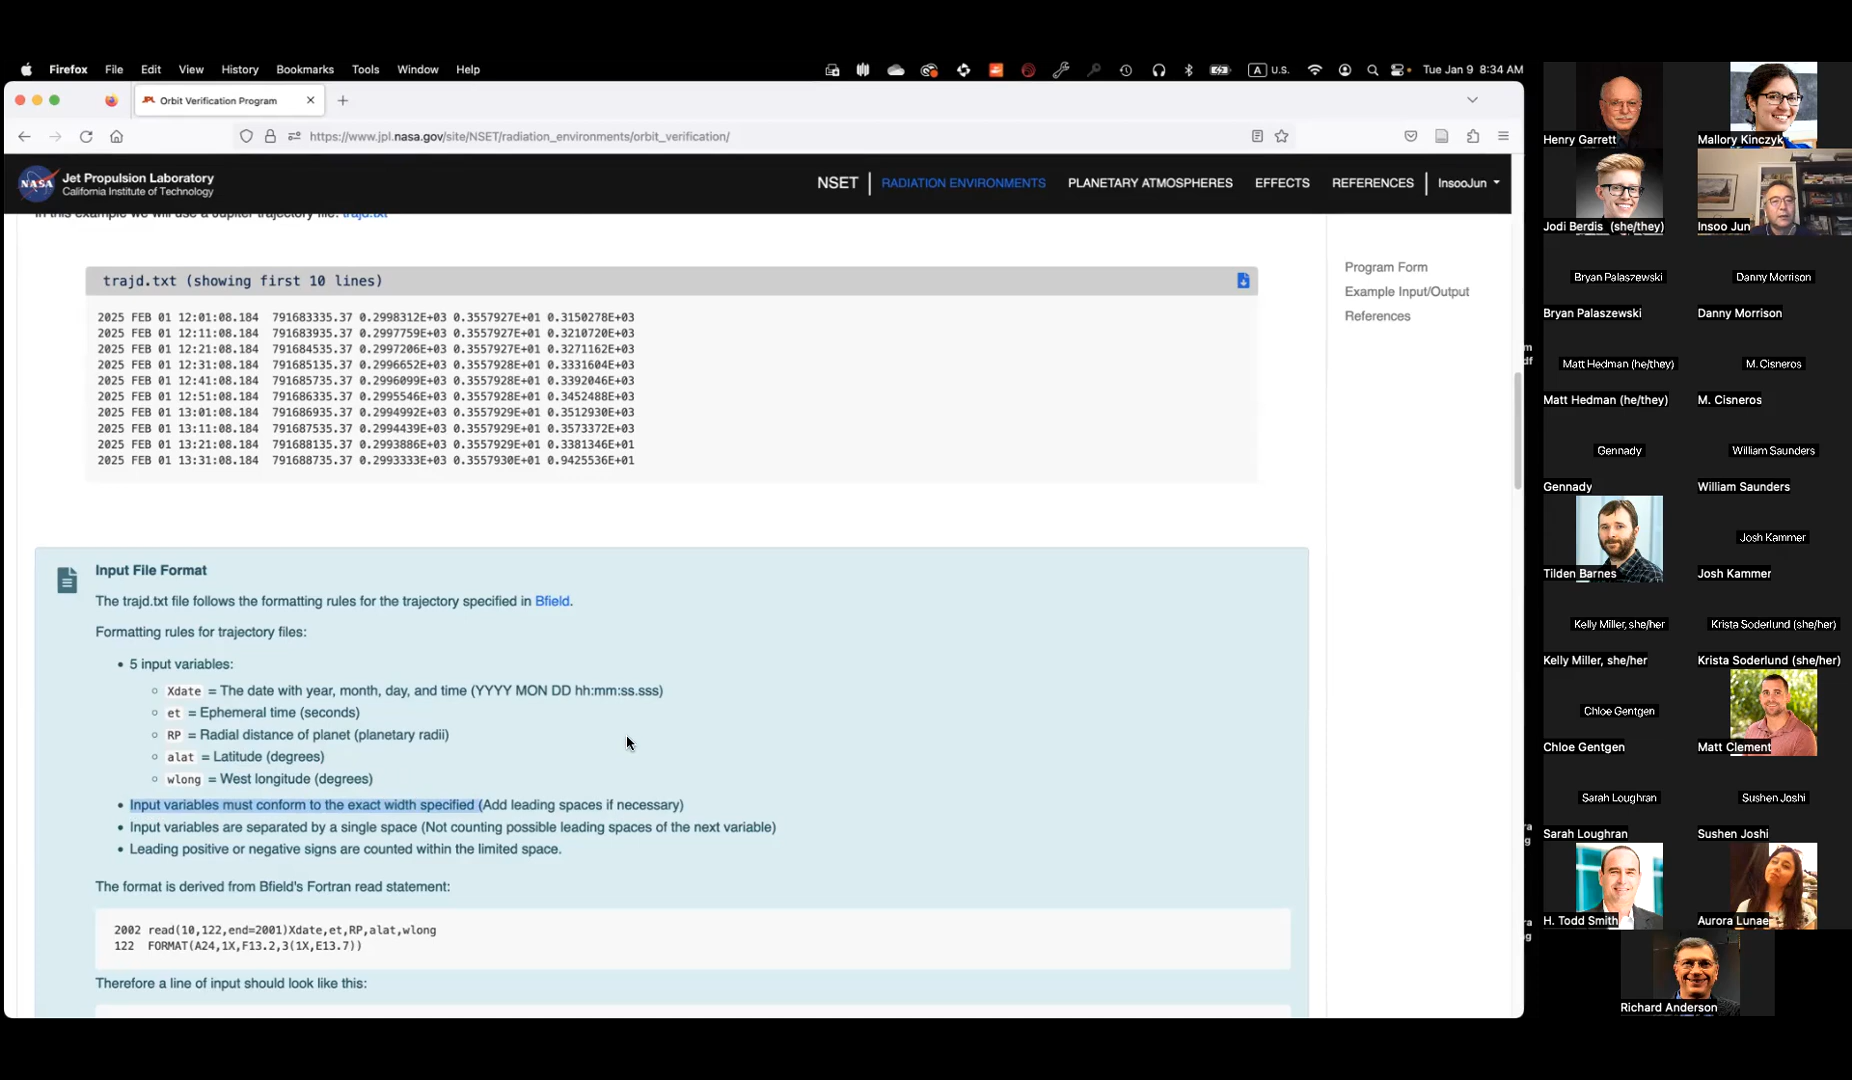 Firefox File Edit View History Bookmarks Tools Window Help
A U.S. Tue Jan 9 8:34 AM
Orbit Verification Program
https://www.jpl.nasa.gov/site/NSET/radiation_environments/orbit_verification/
NASA Jet Propulsion Laboratory
California Institute of Technology
NSET RADIATION ENVIRONMENTS PLANETARY ATMOSPHERES EFFECTS REFERENCES InsooJun
In this example we will use a Jupiter trajectory file: trajd.txt
trajd.txt (showing first 10 lines)
2025 FEB 01 12:01:08.184  791683335.37 0.2998312E+03 0.3557927E+01 0.3150278E+03
2025 FEB 01 12:11:08.184  791683935.37 0.2997759E+03 0.3557927E+01 0.3210720E+03
2025 FEB 01 12:21:08.184  791684535.37 0.2997206E+03 0.3557927E+01 0.3271162E+03
2025 FEB 01 12:31:08.184  791685135.37 0.2996652E+03 0.3557928E+01 0.3331604E+03
2025 FEB 01 12:41:08.184  791685735.37 0.2996099E+03 0.3557928E+01 0.3392046E+03
2025 FEB 01 12:51:08.184  791686335.37 0.2995546E+03 0.3557928E+01 0.3452488E+03
2025 FEB 01 13:01:08.184  791686935.37 0.2994992E+03 0.3557929E+01 0.3512930E+03
2025 FEB 01 13:11:08.184  791687535.37 0.2994439E+03 0.3557929E+01 0.3573372E+03
2025 FEB 01 13:21:08.184  791688135.37 0.2993886E+03 0.3557929E+01 0.3381346E+01
2025 FEB 01 13:31:08.184  791688735.37 0.2993333E+03 0.3557930E+01 0.9425536E+01
Program Form
Example Input/Output
References
Input File Format
The trajd.txt file follows the formatting rules for the trajectory specified in Bfield.
Formatting rules for trajectory files:
• 5 input variables:
◦ Xdate = The date with year, month, day, and time (YYYY MON DD hh:mm:ss.sss)
◦ et = Ephemeral time (seconds)
◦ RP = Radial distance of planet (planetary radii)
◦ alat = Latitude (degrees)
◦ wlong = West longitude (degrees)
• Input variables must conform to the exact width specified (Add leading spaces if necessary)
• Input variables are separated by a single space (Not counting possible leading spaces of the next variable)
• Leading positive or negative signs are counted within the limited space.
The format is derived from Bfield's Fortran read statement:
2002 read(10,122,end=2001)Xdate,et,RP,alat,wlong
122  FORMAT(A24,1X,F13.2,3(1X,E13.7))
Therefore a line of input should look like this:
Henry Garrett
Mallory Kinczyk
Jodi Berdis (she/they)
Insoo Jun
Bryan Palaszewski
Danny Morrison
Bryan Palaszewski
Danny Morrison
Matt Hedman (he/they)
M. Cisneros
Matt Hedman (he/they)
M. Cisneros
Gennady
William Saunders
Gennady
William Saunders
Josh Kammer
Tilden Barnes
Josh Kammer
Kelly Miller, she/her
Krista Soderlund (she/her)
Kelly Miller, she/her
Krista Soderlund (she/her)
Chloe Gentgen
Chloe Gentgen
Matt Clement
Sarah Loughran
Sushen Joshi
Sarah Loughran
Sushen Joshi
H. Todd Smith
Aurora Lunae
Richard Anderson